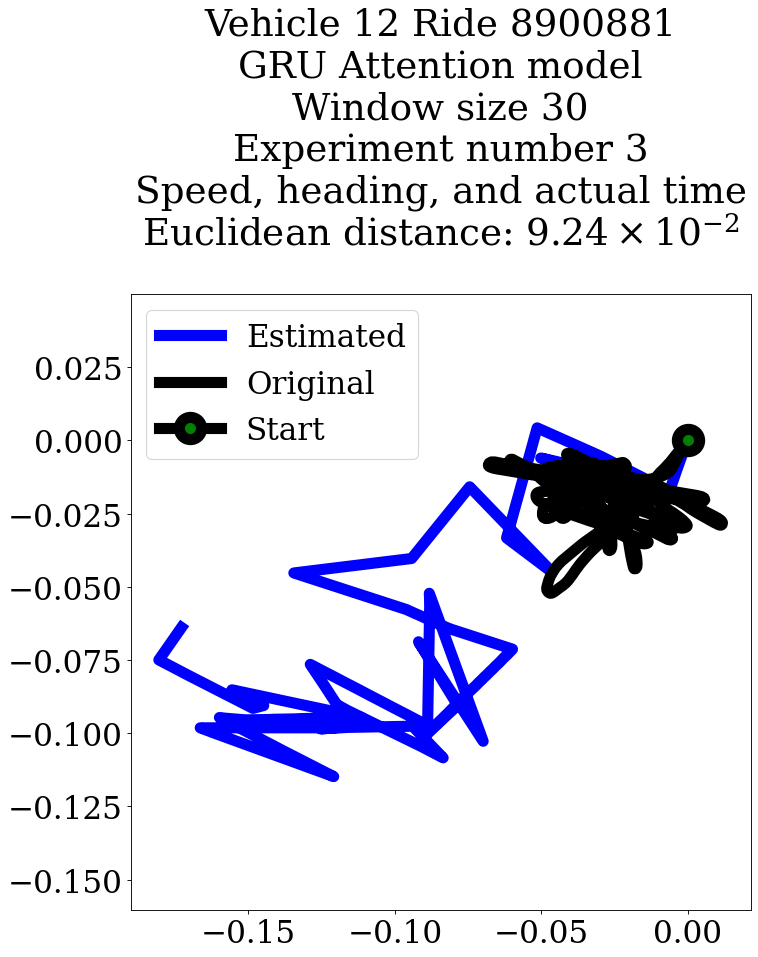 Vehicle 12 Ride 8900881
GRU Attention model
Window size 30
Experiment number 3
Speed, heading, and actual time
Euclidean distance: 9.24 × 10⁻²
Estimated
Original
Start
0.025
0.000
−0.025
−0.050
−0.075
−0.100
−0.125
−0.150
−0.15 −0.10 −0.05 0.00